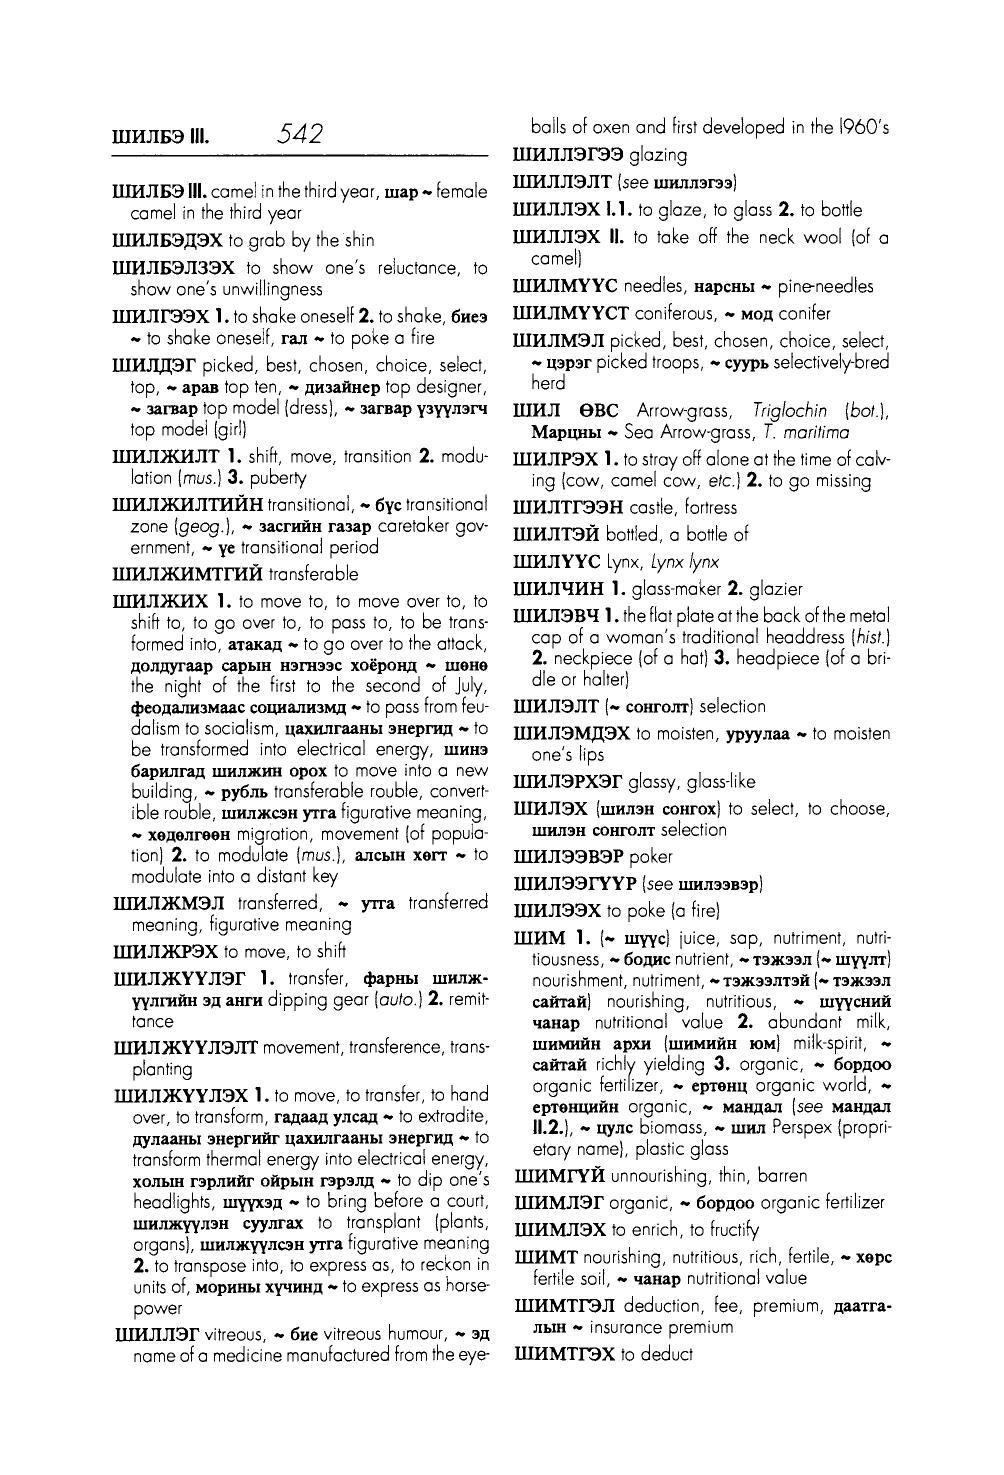 ШИЛБЭ III. 542
ШИЛБЭ III. camel in the third year, шар ~ female
camel in the third year
ШИЛБЭДЭХ to grab by the shin
ШИЛБЭЛЗЭХ to show one's reluctance, to
show one's unwillingness
ШИЛГЭЭХ 1. to shake oneself 2. to shake, биеэ
~ to shake oneself, гал ~ to poke a fire
ШИЛДЭГ picked, best, chosen, choice, select,
top, ~ арав top ten, ~ дизайнер top designer,
~ загвар top model (dress), ~ загвар үзүүлэгч
top model (girl)
ШИЛЖИЛТ 1. shift, move, transition 2. modu-
lation (mus.) 3. puberty
ШИЛЖИЛТИЙН transitional, ~ бүс transitional
zone (geog.), ~ засгийн газар caretaker gov-
ernment, ~ үе transitional period
ШИЛЖИМТГИЙ transferable
ШИЛЖИХ 1. to move to, to move over to, to
shift to, to go over to, to pass to, to be trans-
formed into, атакад ~ to go over to the attack,
долдугаар сарын нэгнээс хоёронд ~ шөнө
the night of the first to the second of July,
феодализмаас социализмд ~ to pass from feu-
dalism to socialism, цахилгааны энергид ~ to
be transformed into electrical energy, шинэ
барилгад шилжин орох to move into a new
building, ~ рубль transferable rouble, convert-
ible rouble, шилжсэн утга figurative meaning,
~ хөдөлгөөн migration, movement (of popula-
tion) 2. to modulate (mus.), алсын хөгт ~ to
modulate into a distant key
ШИЛЖМЭЛ transferred, ~ утга transferred
meaning, figurative meaning
ШИЛЖРЭХ to move, to shift
ШИЛЖҮҮЛЭГ 1. transfer, фарны шилж-
үүлгийн эд анги dipping gear (auto.) 2. remit-
tance
ШИЛЖҮҮЛЭЛТ movement, transference, trans-
planting
ШИЛЖҮҮЛЭХ 1. to move, to transfer, to hand
over, to transform, гадаад улсад ~ to extradite,
дулааны энергийг цахилгааны энергид ~ to
transform thermal energy into electrical energy,
холын гэрлийг ойрын гэрэлд ~ to dip one's
headlights, шүүхэд ~ to bring before a court,
шилжүүлэн суулгах to transplant (plants,
organs), шилжүүлсэн утга figurative meaning
2. to transpose into, to express as, to reckon in
units of, морины хүчинд ~ to express as horse-
power
ШИЛЛЭГ vitreous, ~ бие vitreous humour, ~ эд
name of a medicine manufactured from the eye-
balls of oxen and first developed in the 1960's
ШИЛЛЭГЭЭ glazing
ШИЛЛЭЛТ (see шиллэгээ)
ШИЛЛЭХ I.1. to glaze, to glass 2. to bottle
ШИЛЛЭХ II. to take off the neck wool (of a
camel)
ШИЛМҮҮС needles, нарсны ~ pine-needles
ШИЛМҮҮСТ coniferous, ~ мод conifer
ШИЛМЭЛ picked, best, chosen, choice, select,
~ цэрэг picked troops, ~ суурь selectively-bred
herd
ШИЛ ӨВС Arrow-grass, Triglochin (bot.),
Марцны ~ Sea Arrow-grass, T. maritima
ШИЛРЭХ 1. to stray off alone at the time of calv-
ing (cow, camel cow, etc.) 2. to go missing
ШИЛТГЭЭН castle, fortress
ШИЛТЭЙ bottled, a bottle of
ШИЛҮҮС Lynx, Lynx lynx
ШИЛЧИН 1. glass-maker 2. glazier
ШИЛЭВЧ 1. the flat plate at the back of the metal
cap of a woman's traditional headdress (hist.)
2. neckpiece (of a hat) 3. headpiece (of a bri-
dle or halter)
ШИЛЭЛТ (~ сонголт) selection
ШИЛЭМДЭХ to moisten, уруулаа ~ to moisten
one's lips
ШИЛЭРХЭГ glassy, glass-like
ШИЛЭХ (шилэн сонгох) to select, to choose,
шилэн сонголт selection
ШИЛЭЭВЭР poker
ШИЛЭЭГҮҮР (see шилээвэр)
ШИЛЭЭХ to poke (a fire)
ШИМ 1. (~ шүүс) juice, sap, nutriment, nutri-
tiousness, ~ бодис nutrient, ~ тэжээл (~ шүүлт)
nourishment, nutriment, ~ тэжээлтэй (~ тэжээл
сайтай) nourishing, nutritious, ~ шүүсний
чанар nutritional value 2. abundant milk,
шимийн архи (шимийн юм) milk-spirit, ~
сайтай richly yielding 3. organic, ~ бордоо
organic fertilizer, ~ ертөнц organic world, ~
ертөнцийн organic, ~ мандал (see мандал
II.2.), ~ цулс biomass, ~ шил Perspex (propri-
etary name), plastic glass
ШИМГҮЙ unnourishing, thin, barren
ШИМЛЭГ organic, ~ бордоо organic fertilizer
ШИМЛЭХ to enrich, to fructify
ШИМТ nourishing, nutritious, rich, fertile, ~ хөрс
fertile soil, ~ чанар nutritional value
ШИМТГЭЛ deduction, fee, premium, даатга-
лын ~ insurance premium
ШИМТГЭХ to deduct